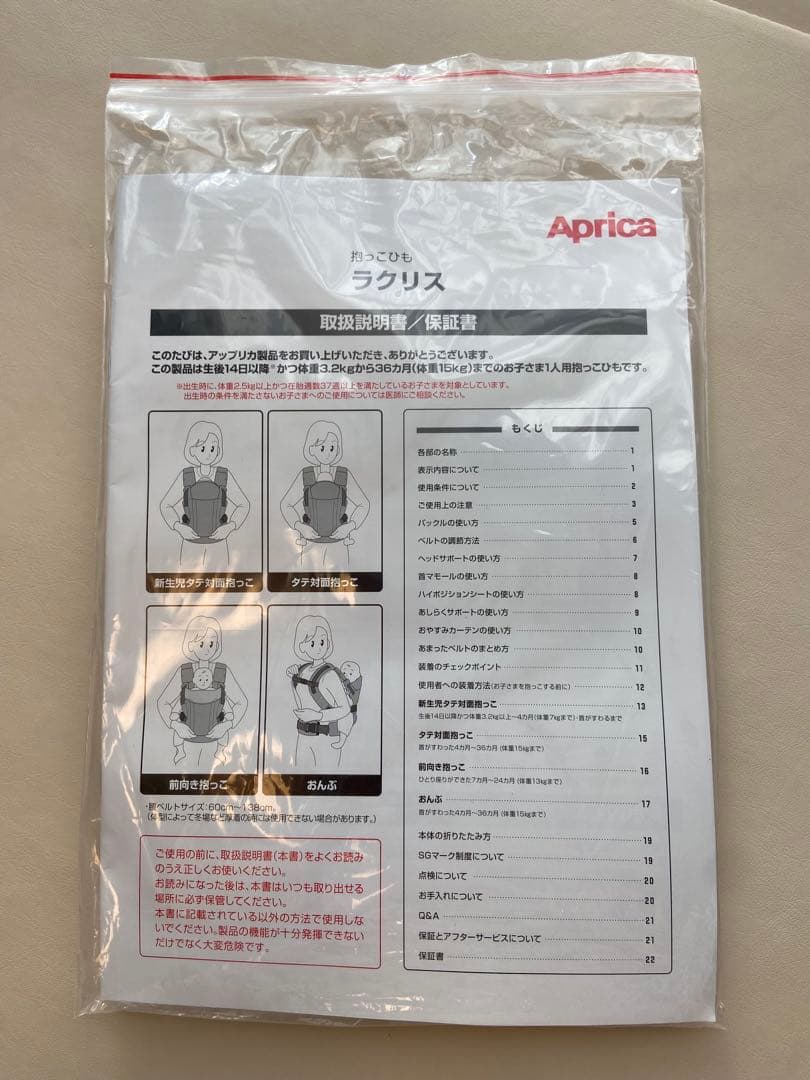 Aprica
抱っこひも
ラクリス
取扱説明書／保証書
このたびは、アップリカ製品をお買い上げいただき、ありがとうございます。
この製品は生後14日以降※かつ体重3.2kgから36カ月(体重15kg)までのお子さま1人用抱っこひもです。
※出生時に、体重2.5kg以上かつ在胎週数37週以上を満たしているお子さまを対象としています。
出生時の条件を満たさないお子さまへのご使用については医師にご相談ください。
新生児タテ対面抱っこ
タテ対面抱っこ
前向き抱っこ
おんぶ
・腰ベルトサイズ：60cm〜138cm。
(体型によって冬場など厚着の時には使用できない場合があります。)
ご使用の前に、取扱説明書(本書)をよくお読み
のうえ正しくお使いください。
お読みになった後は、本書はいつも取り出せる
場所に必ず保管してください。
本書に記載されている以外の方法で使用しな
いでください。製品の機能が十分発揮できない
だけでなく大変危険です。
もくじ
各部の名称 1
表示内容について 1
使用条件について 2
ご使用上の注意 3
バックルの使い方 5
ベルトの調節方法 6
ヘッドサポートの使い方 7
首マモールの使い方 8
ハイポジションシートの使い方 8
あしらくサポートの使い方 9
おやすみカーテンの使い方 10
あまったベルトのまとめ方 10
装着のチェックポイント 11
使用者への装着方法(お子さまを抱っこする前に) 12
新生児タテ対面抱っこ 13
生後14日以降かつ体重3.2kg以上〜4カ月(体重7kgまで)・首がすわるまで
タテ対面抱っこ 15
首がすわった4カ月〜36カ月 (体重15kgまで)
前向き抱っこ 16
ひとり座りができた7カ月〜24カ月 (体重13kgまで)
おんぶ 17
首がすわった4カ月〜36カ月 (体重15kgまで)
本体の折りたたみ方 19
SGマーク制度について 19
点検について 20
お手入れについて 20
Q&A 21
保証とアフターサービスについて 21
保証書 22